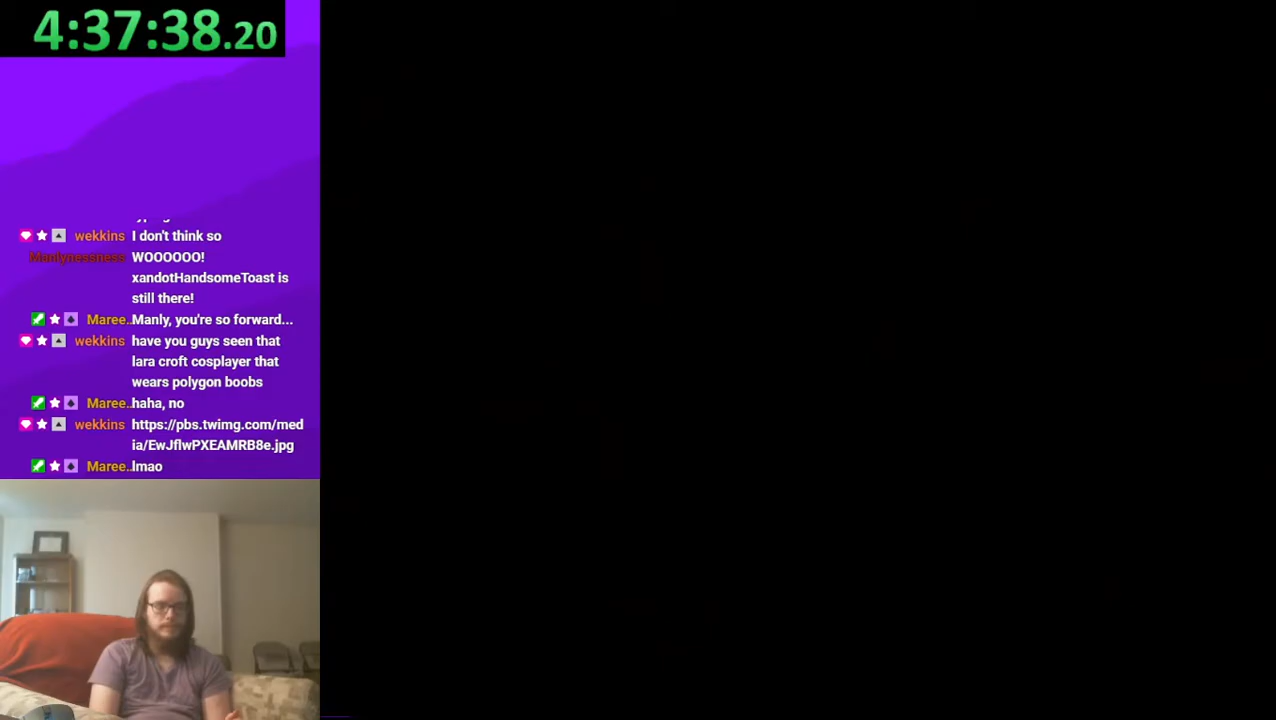 4:37:38.20
wekkins I don't think so
Manlynessness WOOOOOO!
xandotHandsomeToast is
still there!
Maree.. Manly, you're so forward...
wekkins have you guys seen that
lara croft cosplayer that
wears polygon boobs
Maree.. haha, no
wekkins https://pbs.twimg.com/med
ia/EwJflwPXEAMRB8e.jpg
Maree.. lmao